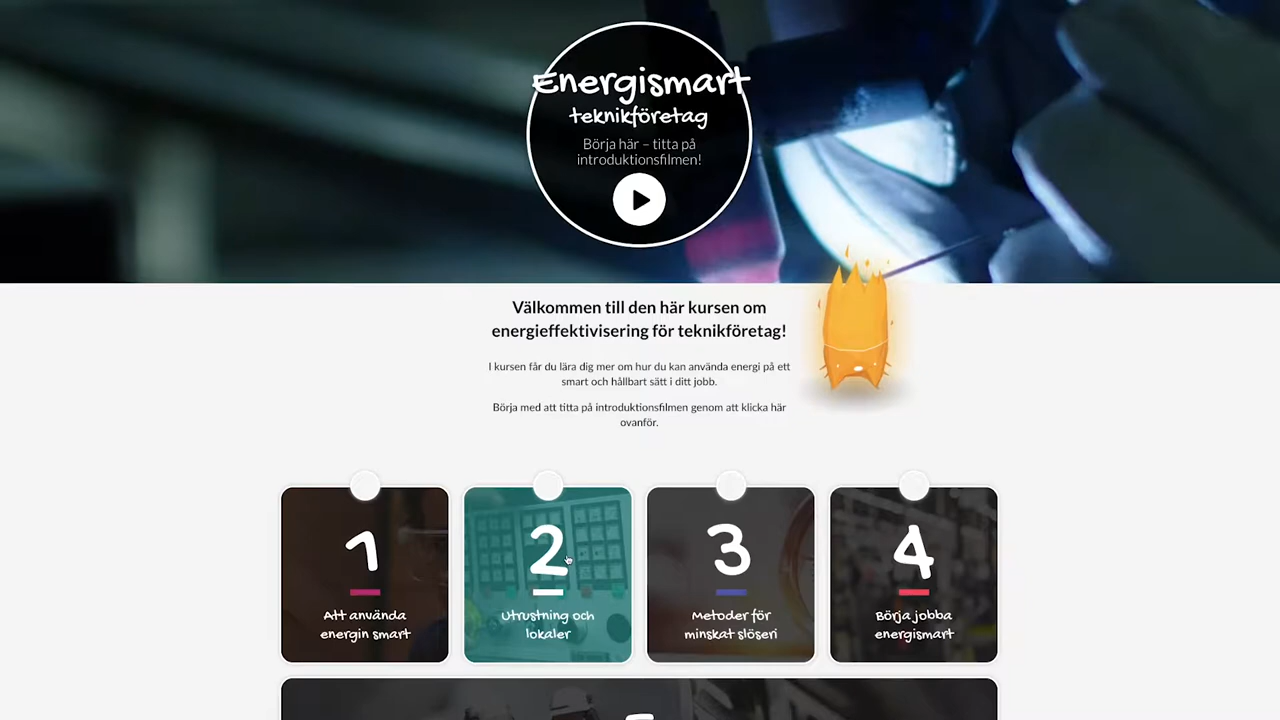 Energismart
teknikföretag
Börja här – titta på
introduktionsfilmen!
Välkommen till den här kursen om
energieffektivisering för teknikföretag!
I kursen får du lära dig mer om hur du kan använda energi på ett
smart och hållbart sätt i ditt jobb.
Börja med att titta på introduktionsfilmen genom att klicka här
ovanför.
1
Att använda
energin smart
2
Utrustning och
lokaler
3
Metoder för
minskat slöseri
4
Börja jobba
energismart